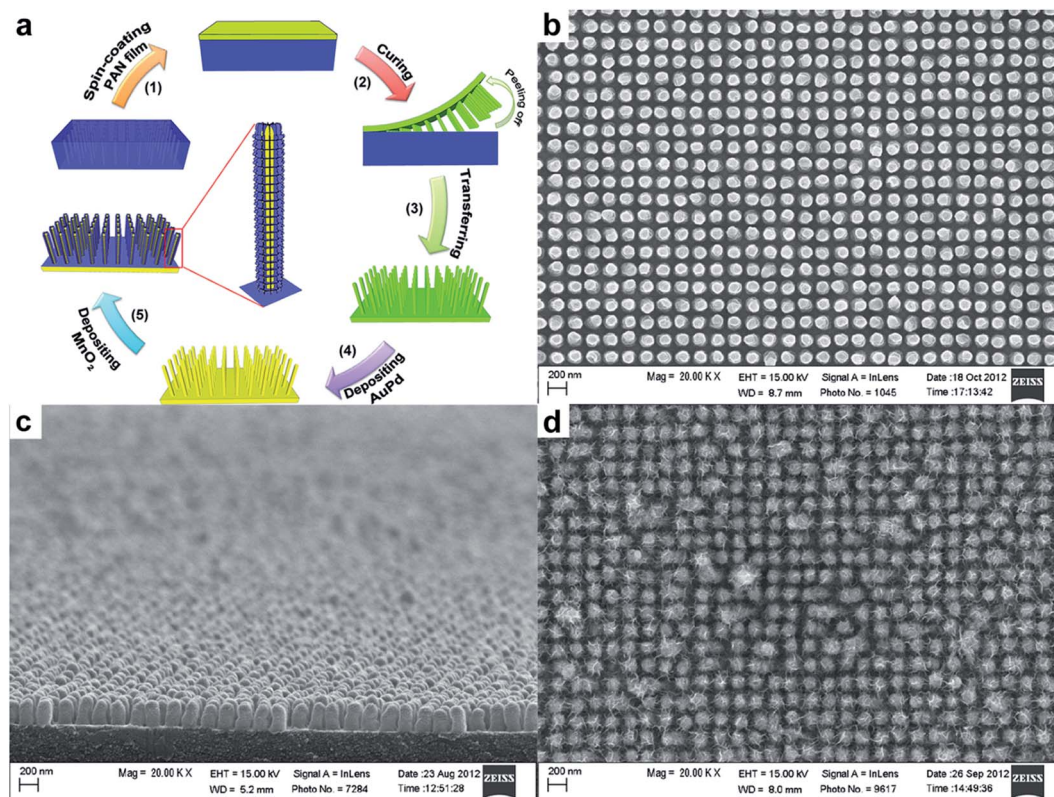 a
Spin-coating
PAN film
(1)
(2)
Curing
Peeling off
(3)
Transferring
(4)
Depositing
AuPd
(5)
Depositing
MnO2
b
200 nm
Mag = 20.00 K X
EHT = 15.00 kV
WD = 8.7 mm
Signal A = InLens
Photo No. = 1045
Date :18 Oct 2012
Time :17:13:42
ZEISS
c
200 nm
Mag = 20.00 K X
EHT = 15.00 kV
WD = 5.2 mm
Signal A = InLens
Photo No. = 7284
Date :23 Aug 2012
Time :12:51:28
ZEISS
d
200 nm
Mag = 20.00 K X
EHT = 15.00 kV
WD = 8.0 mm
Signal A = InLens
Photo No. = 9617
Date :26 Sep 2012
Time :14:49:36
ZEISS